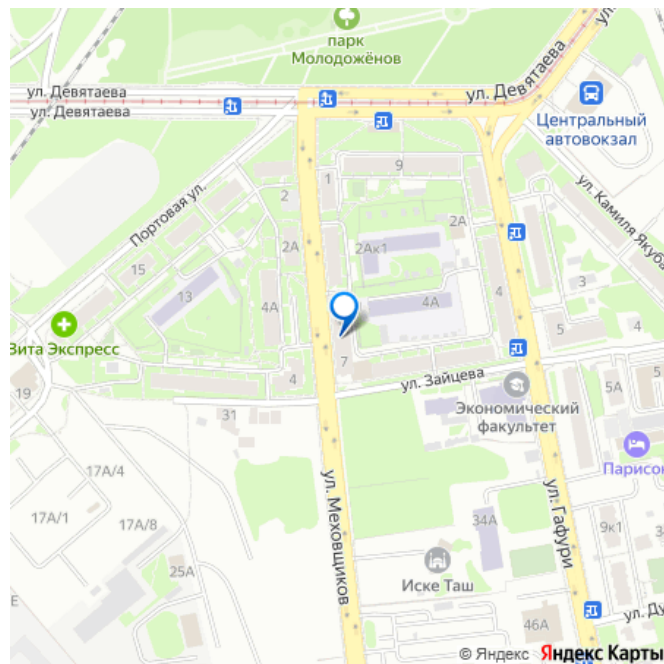 парк
Молодожёнов
ул. Девятаева
ул. Девятаева
ул. Девятаева
Центральный
автовокзал
ул. Камиля Якуба
Портовая ул.
9
1
2
2А
2Ак1
2А
15
13
4А
4А
4
3
5
5
Вита Экспресс
7
4
ул. Зайцева
19
31
5А
Экономический
факультет
Парисон
17А/4
17А/1
17А/8
25А
ул. Меховщиков
34А
ул. Гафури
9к1
3
Иске Таш
46А
ул. Ду
Е
© Яндекс Яндекс Карты